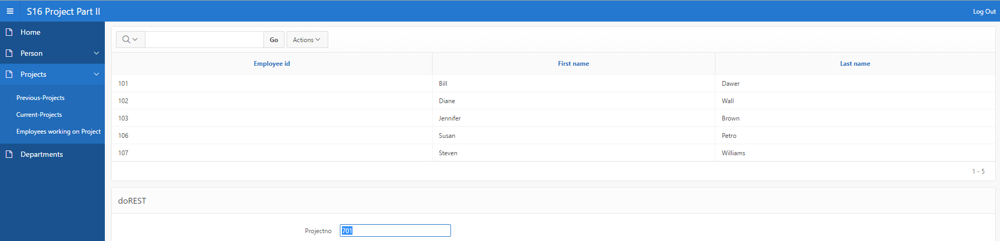 S16 Project Part II
Log Out
Home
Person
Projects
Previous-Projects
Current-Projects
Employees working on Project
Departments
Go
Actions
Employee id First name Last name
101 Bill Dawer
102 Diane Wall
103 Jennifer Brown
106 Susan Petro
107 Steven Williams
1 - 5
doREST
Projectno 701